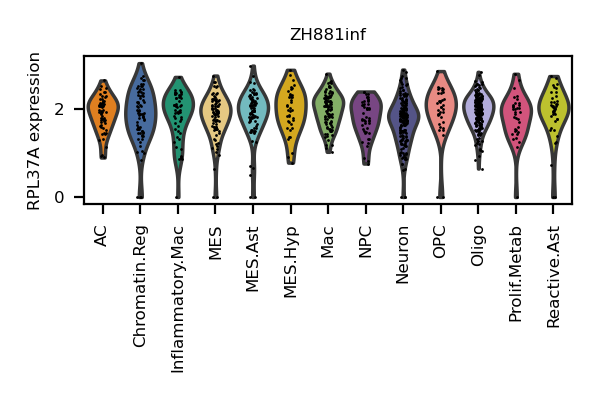 ZH881inf
RPL37A expression
2
0
AC
Chromatin.Reg
Inflammatory.Mac
MES
MES.Ast
MES.Hyp
Mac
NPC
Neuron
OPC
Oligo
Prolif.Metab
Reactive.Ast